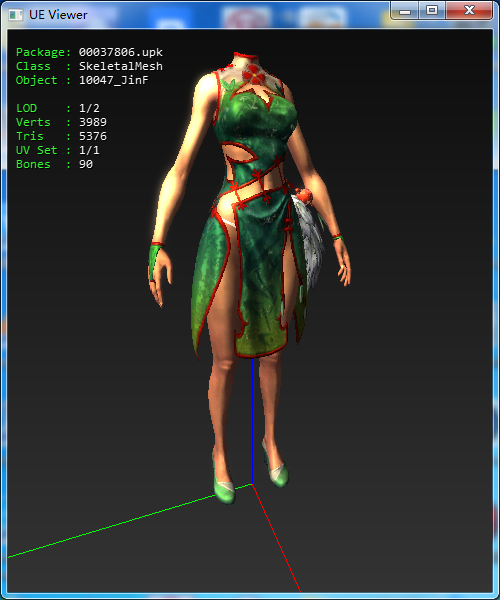 UE Viewer
Package: 00037806.upk
Class : SkeletalMesh
Object : 10047_JinF
LOD : 1/2
Verts : 3989
Tris : 5376
UV Set : 1/1
Bones : 90